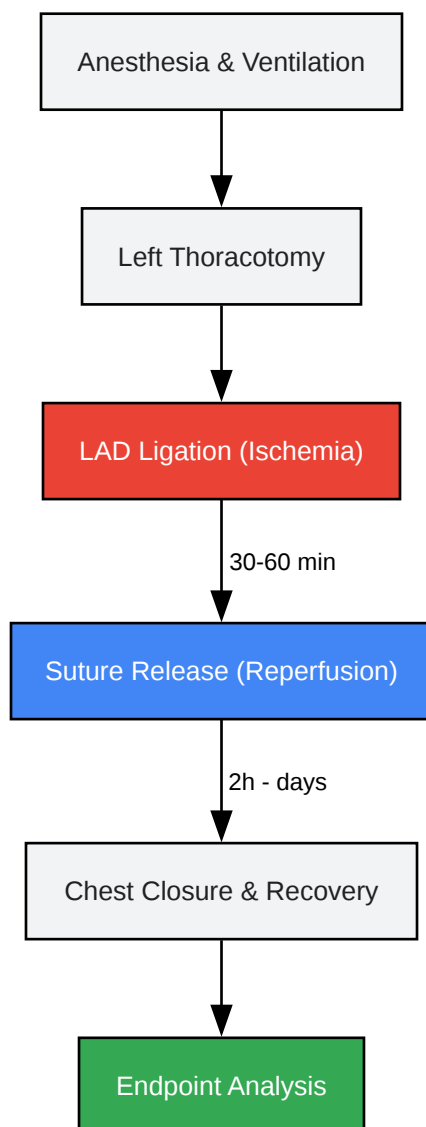 Anesthesia & Ventilation
Left Thoracotomy
LAD Ligation (Ischemia)
30-60 min
Suture Release (Reperfusion)
2h - days
Chest Closure & Recovery
Endpoint Analysis